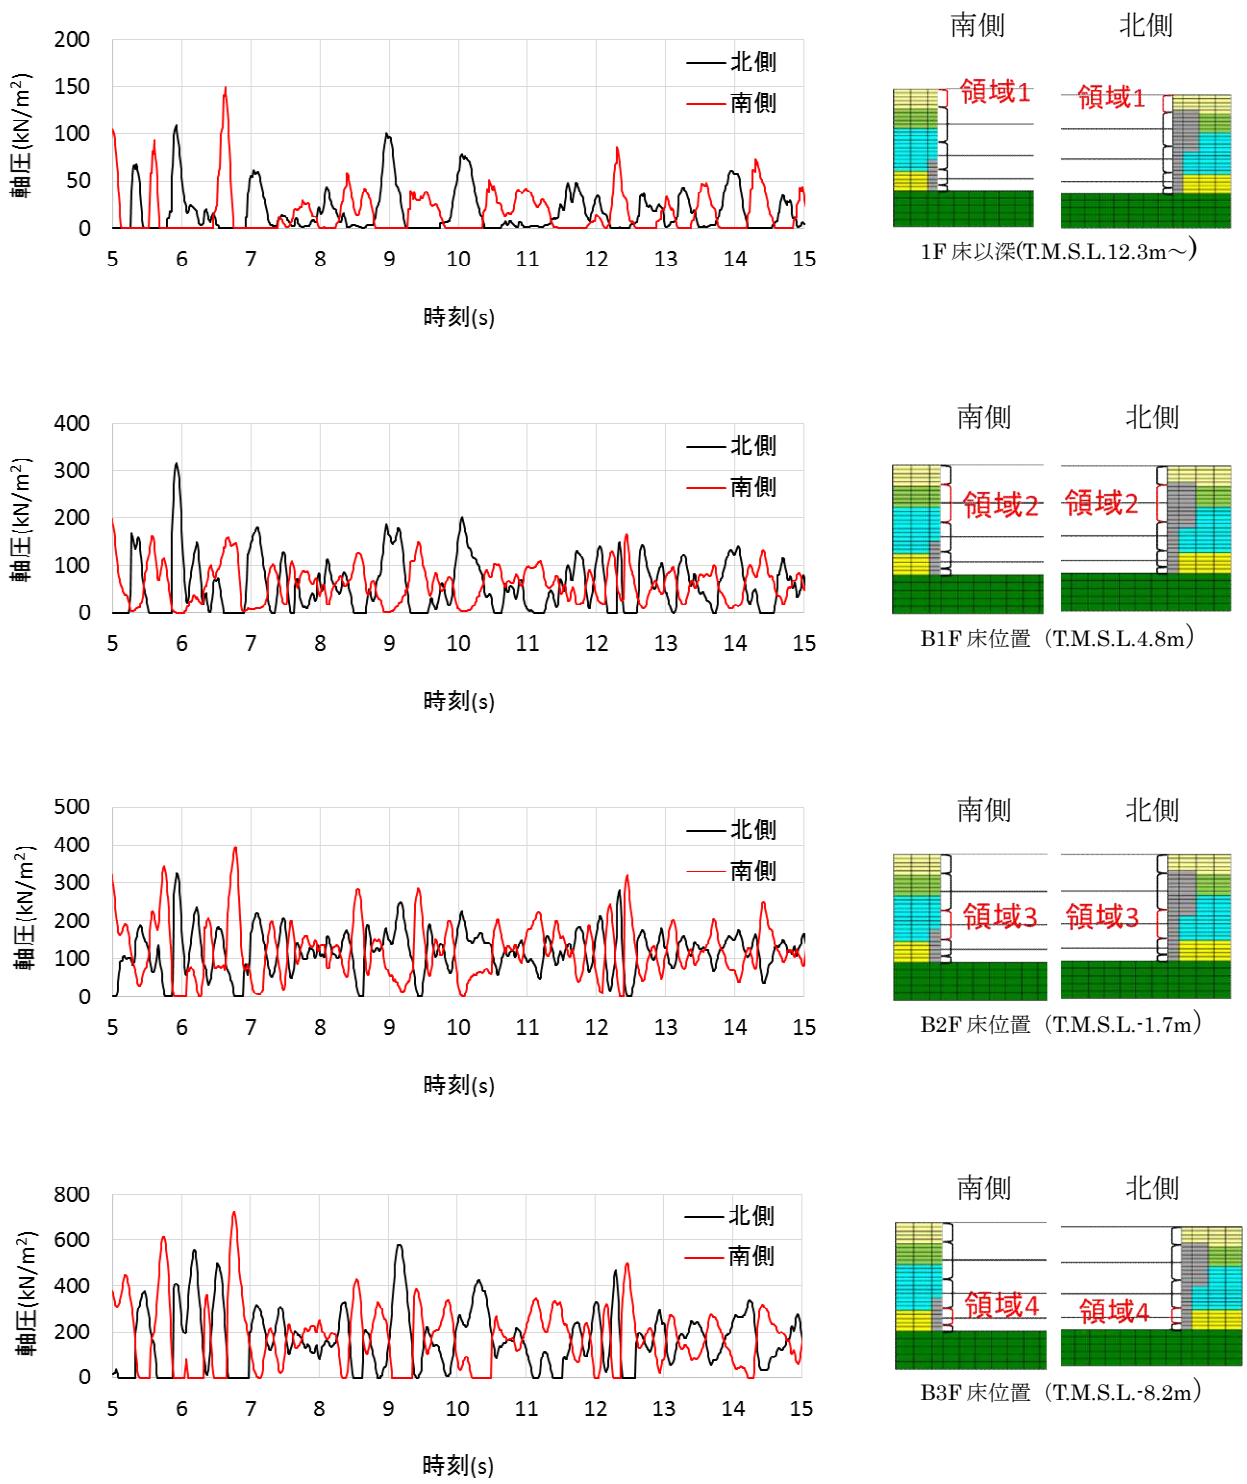 200
150
100
50
0
軸圧(kN/m²)
北側
南側
5 6 7 8 9 10 11 12 13 14 15
時刻(s)
南側 北側
領域1 領域1
1F 床以深(T.M.S.L.12.3m～)
400
300
200
100
0
軸圧(kN/m²)
北側
南側
5 6 7 8 9 10 11 12 13 14 15
時刻(s)
南側 北側
領域2 領域2
B1F 床位置（T.M.S.L.4.8m）
500
400
300
200
100
0
軸圧(kN/m²)
北側
南側
5 6 7 8 9 10 11 12 13 14 15
時刻(s)
南側 北側
領域3 領域3
B2F 床位置（T.M.S.L.-1.7m）
800
600
400
200
0
軸圧(kN/m²)
北側
南側
5 6 7 8 9 10 11 12 13 14 15
時刻(s)
南側 北側
領域4 領域4
B3F 床位置（T.M.S.L.-8.2m）